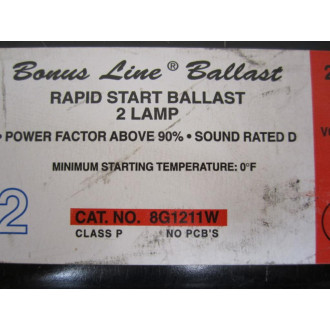 Bonus Line® Ballast
RAPID START BALLAST
2 LAMP
• POWER FACTOR ABOVE 90% • SOUND RATED D
MINIMUM STARTING TEMPERATURE: 0°F
2
CAT. NO. 8G1211W
CLASS P NO PCB'S